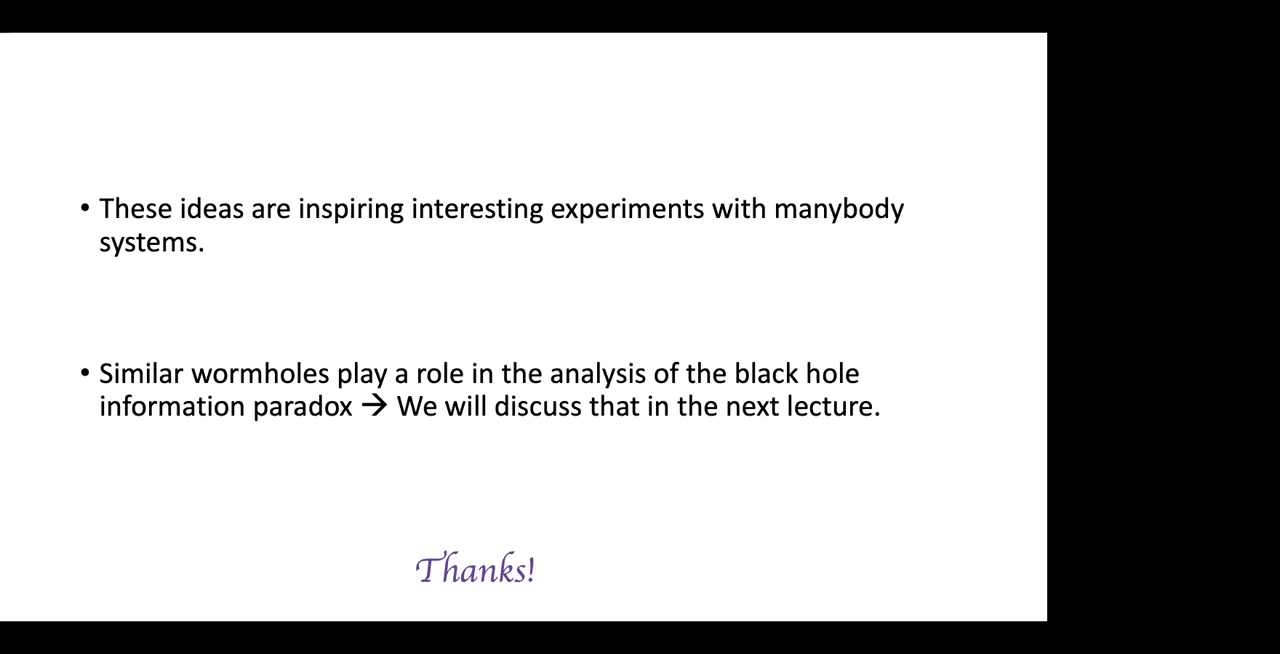 • These ideas are inspiring interesting experiments with manybody
systems.
• Similar wormholes play a role in the analysis of the black hole
information paradox → We will discuss that in the next lecture.
Thanks!